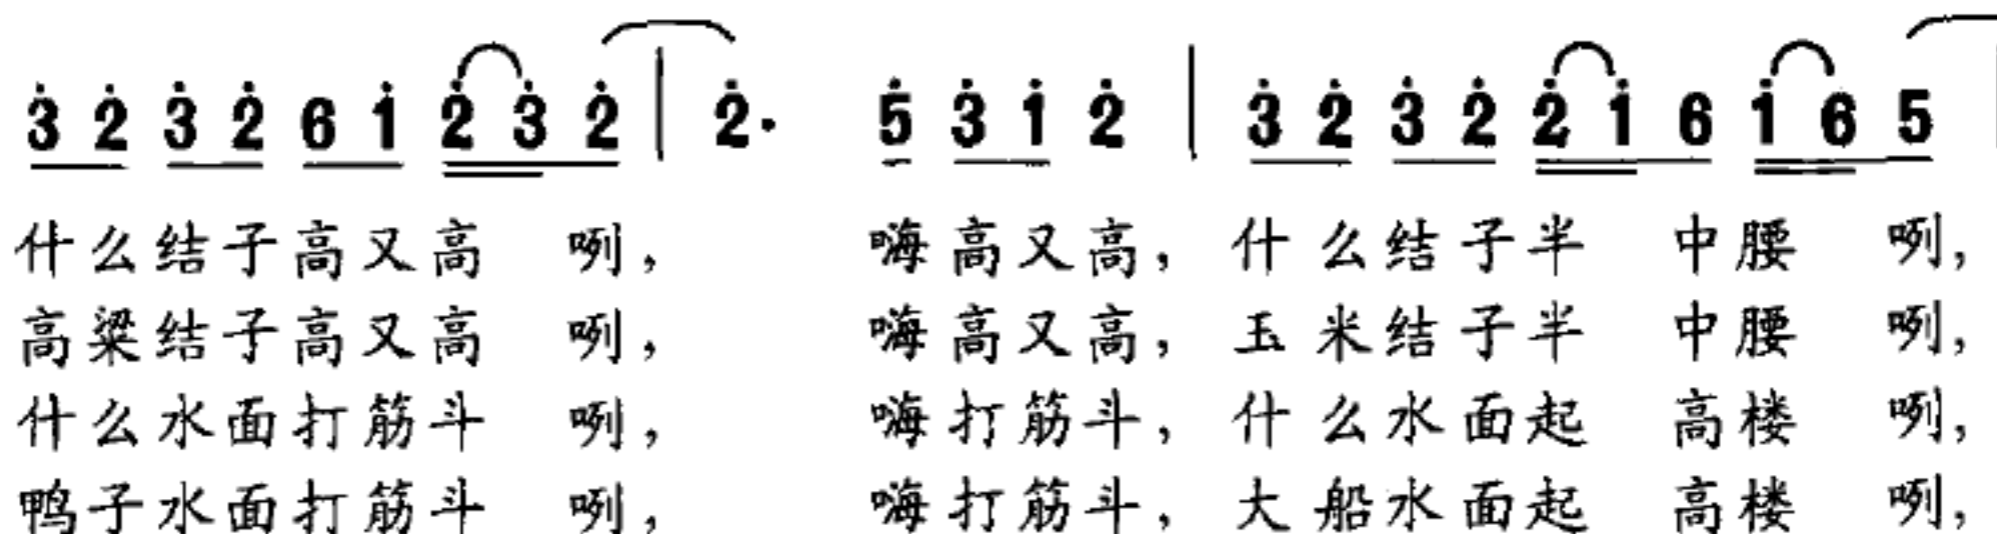 3 2 3 2 6 1 2 3 2 | 2. 5 3 1 2 | 3 2 3 2 2 1 6 1 6 5
什么结子高又高 咧， 嗨高又高，什么结子半 中腰 咧，
高粱结子高又高 咧， 嗨高又高，玉米结子半 中腰 咧，
什么水面打筋斗 咧， 嗨打筋斗，什么水面起 高楼 咧，
鸭子水面打筋斗 咧， 嗨打筋斗，大船水面起 高楼 咧，